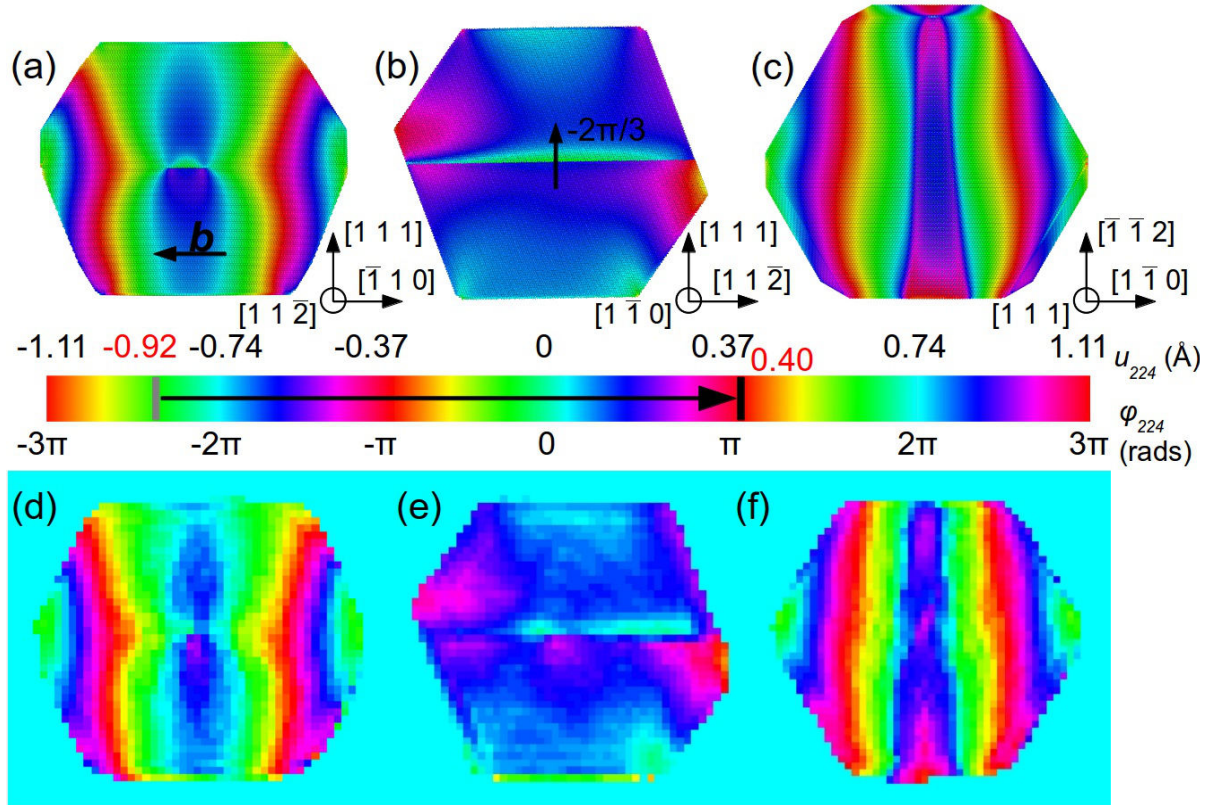 (a) (b) (c)
-2π/3
b
[1 1 1] [1 1 1] [1̅ 1̅ 2]
[1̅ 1 0] [1 1 2̅] [1 1̅ 0]
[1 1 2̅] [1 1̅ 0] [1 1 1]
-1.11 -0.92 -0.74 -0.37 0 0.37 0.40 0.74 1.11 u224 (Å)
-3π -2π -π 0 π 2π 3π φ224 (rads)
(d) (e) (f)